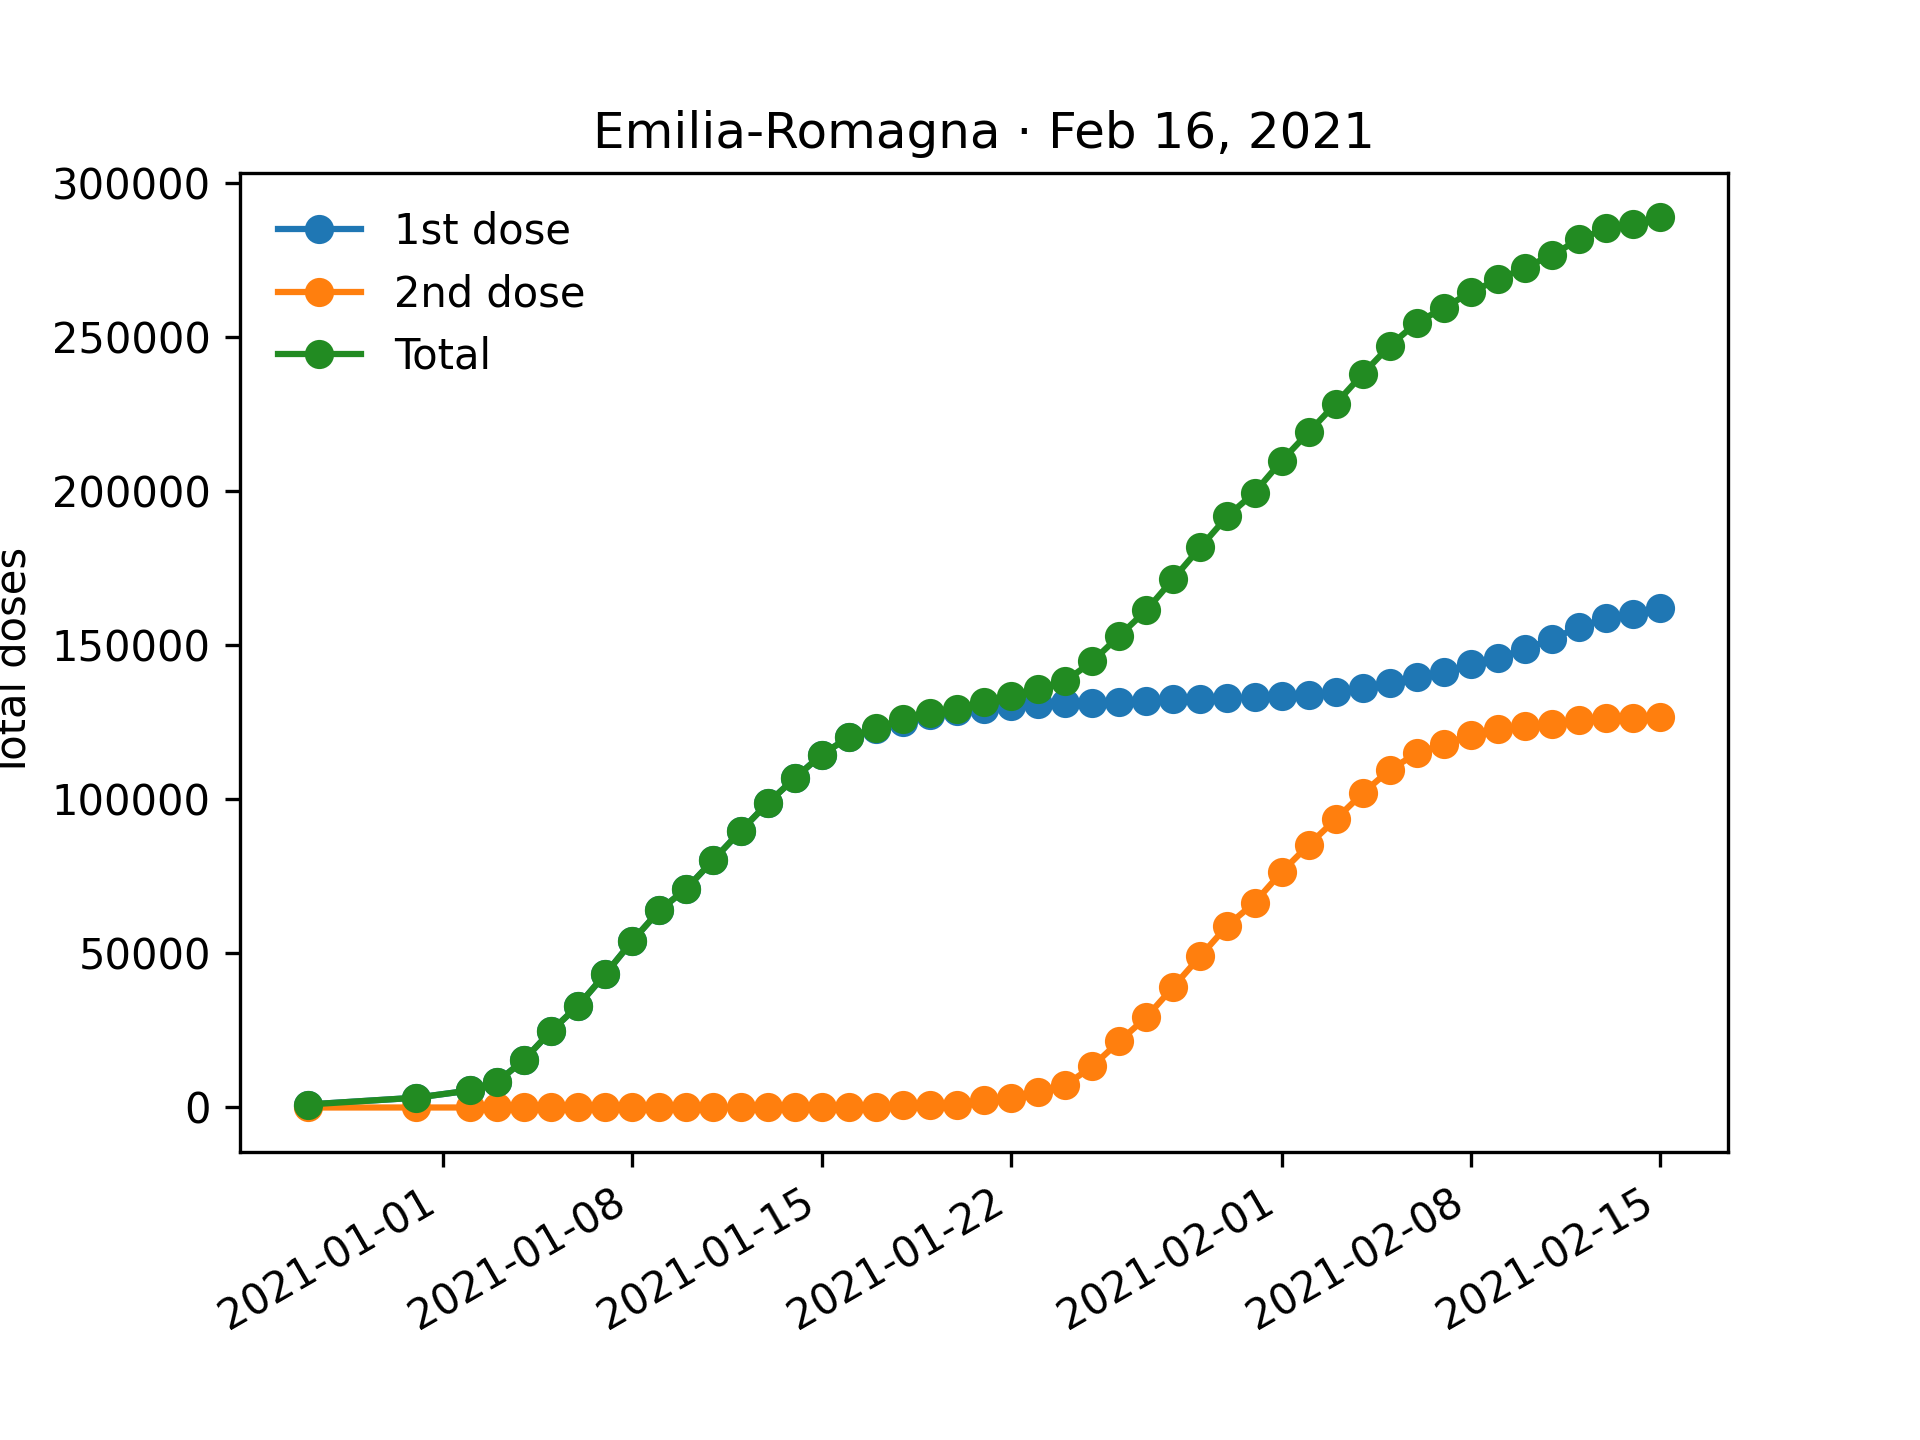 Emilia-Romagna · Feb 16, 2021
300000
250000
200000
150000
100000
50000
0
Total doses
1st dose
2nd dose
Total
2021-01-01
2021-01-08
2021-01-15
2021-01-22
2021-02-01
2021-02-08
2021-02-15